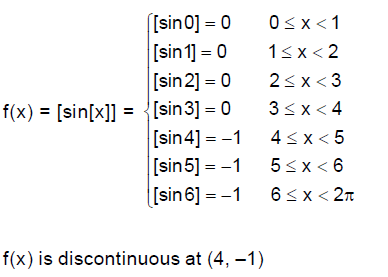 [sin0] = 0 0 ≤ x < 1
[sin1] = 0 1 ≤ x < 2
[sin2] = 0 2 ≤ x < 3
f(x) = [sin[x]] = { [sin3] = 0 3 ≤ x < 4
[sin4] = –1 4 ≤ x < 5
[sin5] = –1 5 ≤ x < 6
[sin6] = –1 6 ≤ x < 2π
f(x) is discontinuous at (4, –1)